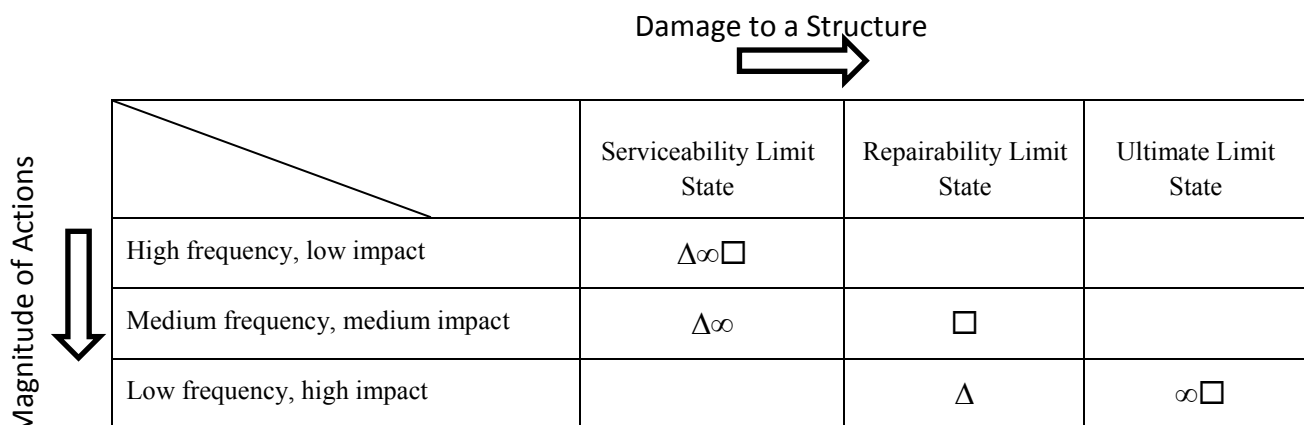 Damage to a Structure
Magnitude of Actions
Serviceability Limit
State
Repairability Limit
State
Ultimate Limit
State
High frequency, low impact
Δ∞□
Medium frequency, medium impact
Δ∞
□
Low frequency, high impact
Δ
∞□